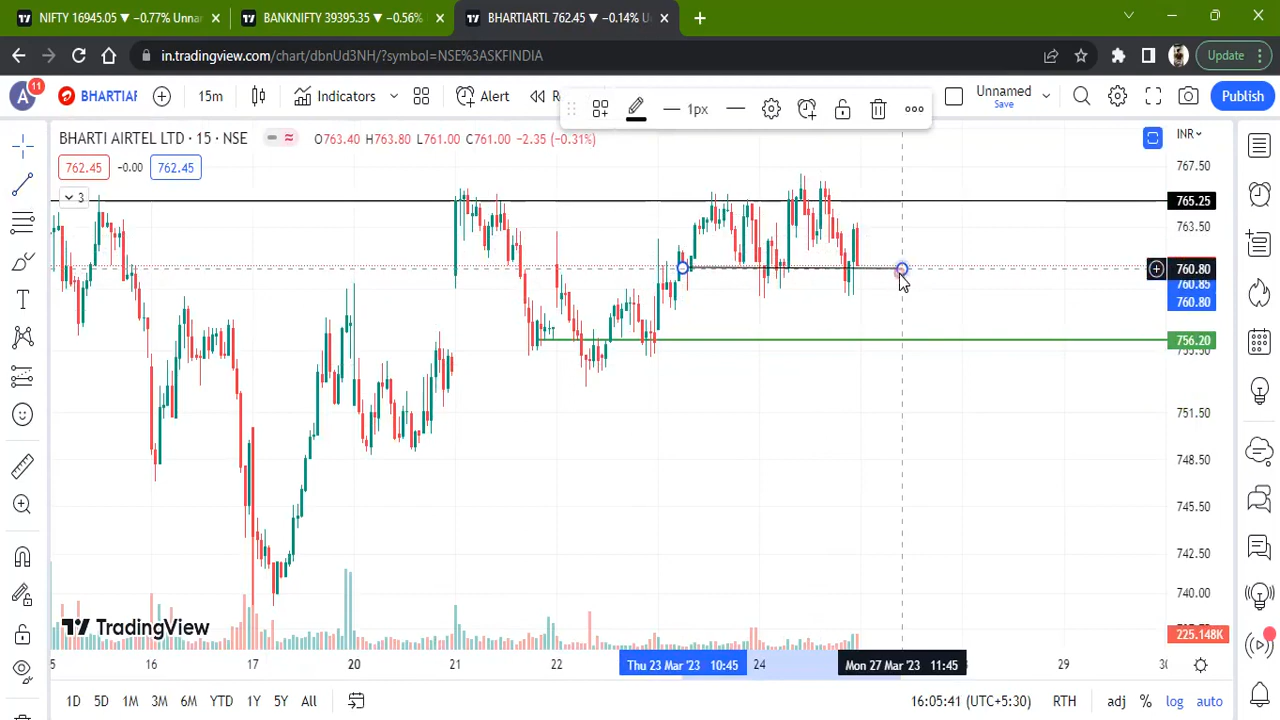 NIFTY 16945.05 ▼ −0.77% Unnar
BANKNIFTY 39395.35 ▼ −0.56%
BHARTIARTL 762.45 ▼ −0.14% U
in.tradingview.com/chart/dbnUd3NH/?symbol=NSE%3ASKFINDIA
Update
A 11
BHARTIAR
15m
Indicators
Alert
R
1px
Unnamed
Save
Publish
BHARTI AIRTEL LTD · 15 · NSE
O763.40 H763.80 L761.00 C761.00 −2.35 (−0.31%)
INR
762.45 -0.00 762.45
3
767.50
765.25
763.50
760.80
760.85
760.80
756.20
751.50
748.50
745.50
742.50
740.00
225.148K
TradingView
5 16 17 20 21 22 Thu 23 Mar '23 10:45 24 Mon 27 Mar '23 11:45 29 30
1D 5D 1M 3M 6M YTD 1Y 5Y All
16:05:41 (UTC+5:30) RTH adj % log auto